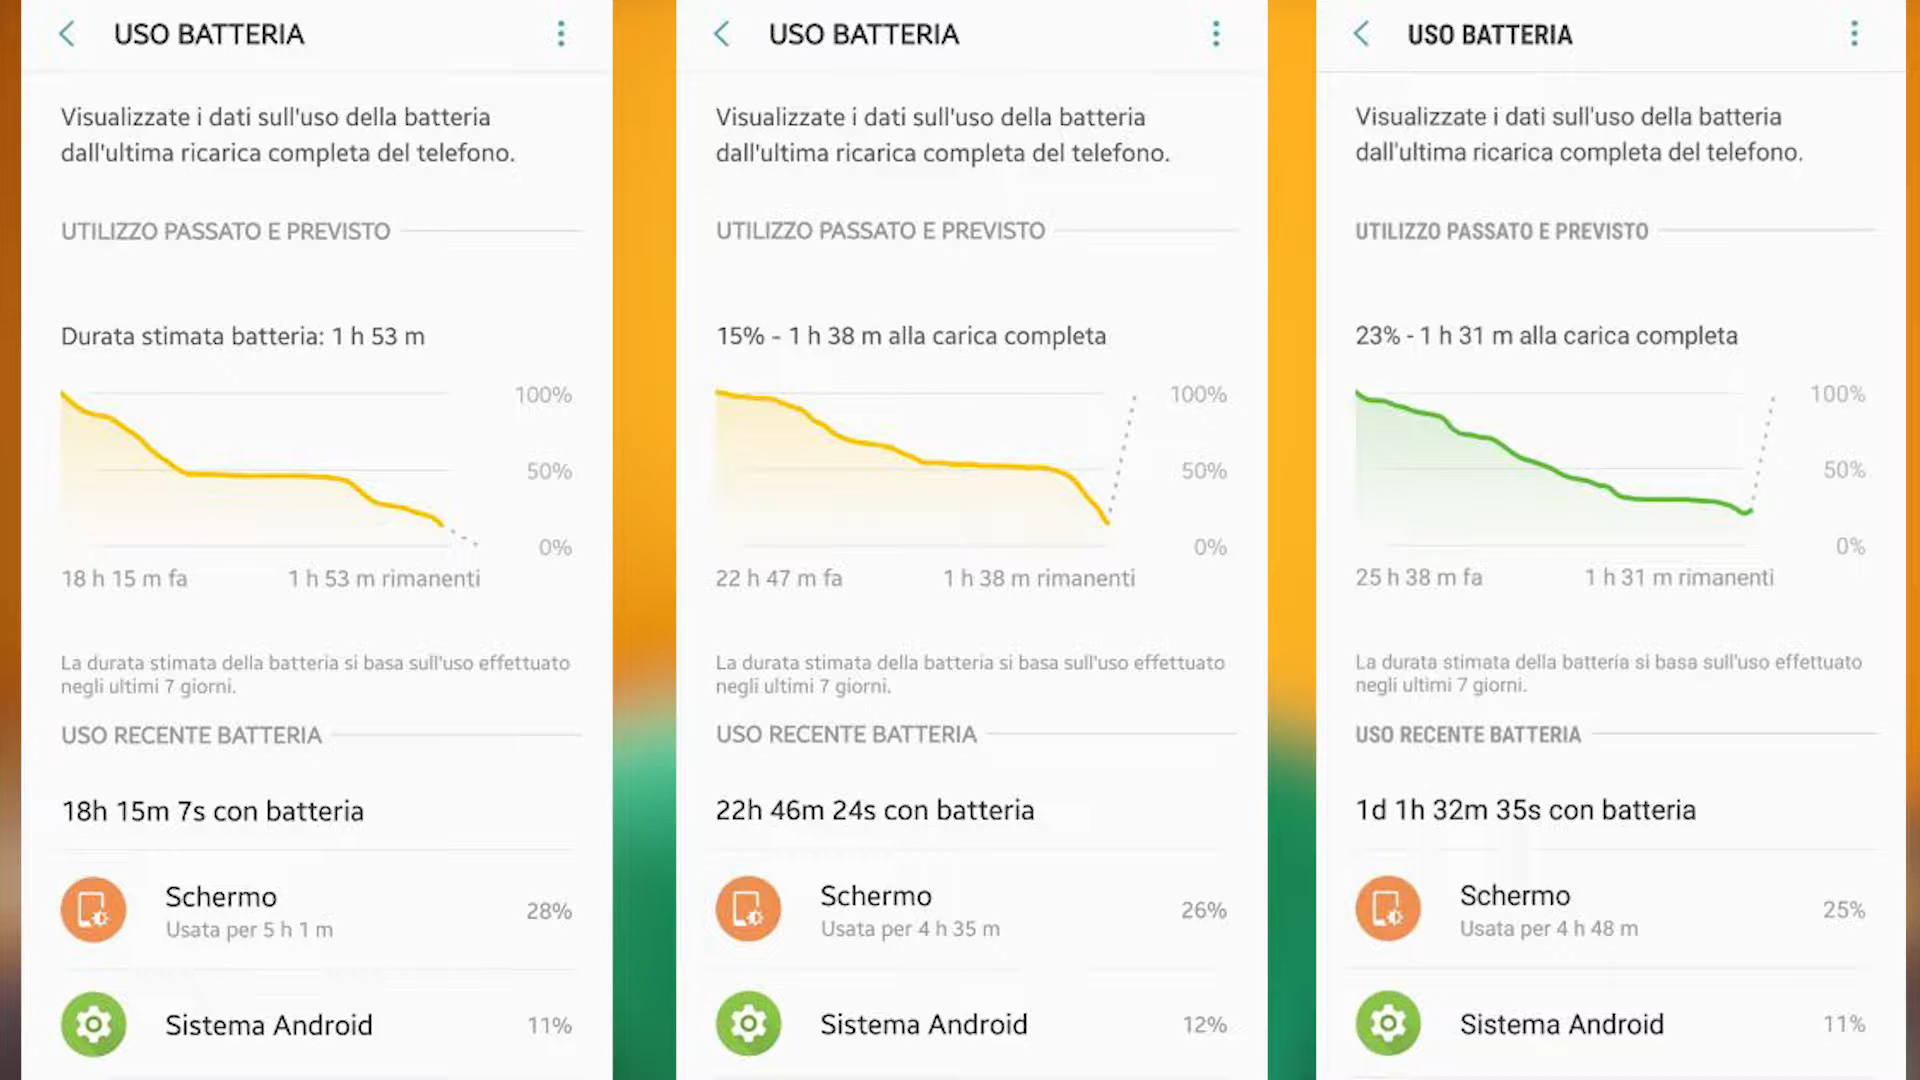 USO BATTERIA
Visualizzate i dati sull'uso della batteria
dall'ultima ricarica completa del telefono.
UTILIZZO PASSATO E PREVISTO
Durata stimata batteria: 1 h 53 m
100%
50%
0%
18 h 15 m fa
1 h 53 m rimanenti
La durata stimata della batteria si basa sull'uso effettuato
negli ultimi 7 giorni.
USO RECENTE BATTERIA
18h 15m 7s con batteria
Schermo
Usata per 5 h 1 m
28%
Sistema Android
11%
USO BATTERIA
Visualizzate i dati sull'uso della batteria
dall'ultima ricarica completa del telefono.
UTILIZZO PASSATO E PREVISTO
15% - 1 h 38 m alla carica completa
100%
50%
0%
22 h 47 m fa
1 h 38 m rimanenti
La durata stimata della batteria si basa sull'uso effettuato
negli ultimi 7 giorni.
USO RECENTE BATTERIA
22h 46m 24s con batteria
Schermo
Usata per 4 h 35 m
26%
Sistema Android
12%
USO BATTERIA
Visualizzate i dati sull'uso della batteria
dall'ultima ricarica completa del telefono.
UTILIZZO PASSATO E PREVISTO
23% - 1 h 31 m alla carica completa
100%
50%
0%
25 h 38 m fa
1 h 31 m rimanenti
La durata stimata della batteria si basa sull'uso effettuato
negli ultimi 7 giorni.
USO RECENTE BATTERIA
1d 1h 32m 35s con batteria
Schermo
Usata per 4 h 48 m
25%
Sistema Android
11%